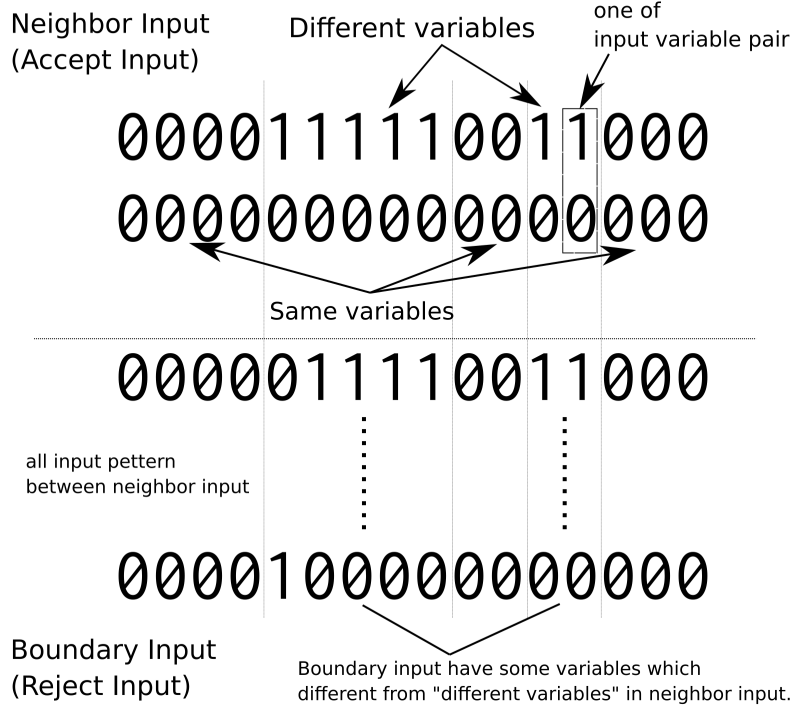 Neighbor Input
(Accept Input)
Different variables
one of
input variable pair
0000111110011000
0000000000000000
Same variables
0000011110011000
all input pettern
between neighbor input
0000100000000000
Boundary Input
(Reject Input)
Boundary input have some variables which
different from "different variables" in neighbor input.